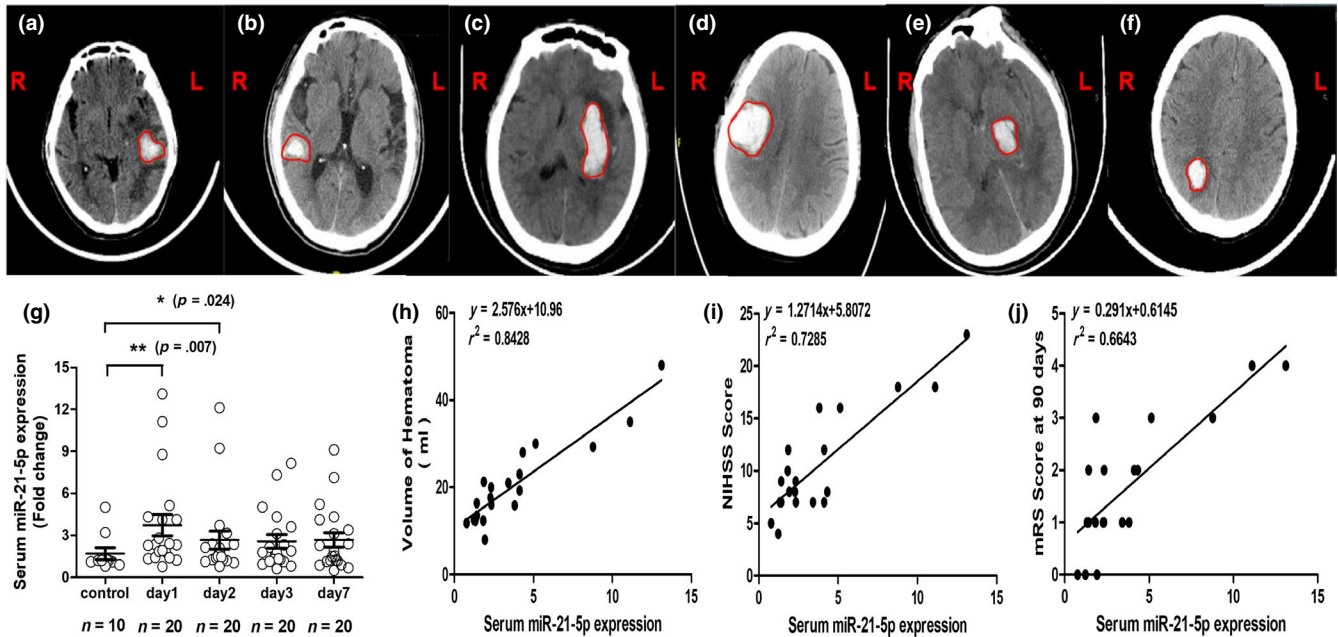 (a) (b) (c) (d) (e) (f)
R L
(g)
* (p = .024)
** (p = .007)
Serum miR-21-5p expression
(Fold change)
15
12
9
6
3
0
control day1 day2 day3 day7
n = 10 n = 20 n = 20 n = 20 n = 20
(h)
y = 2.576x+10.96
r² = 0.8428
Volume of Hematoma
( ml )
60
40
20
0
0 5 10 15
Serum miR-21-5p expression
(i)
y = 1.2714x+5.8072
r² = 0.7285
NIHSS Score
25
20
15
10
5
0
0 5 10 15
Serum miR-21-5p expression
(j)
y = 0.291x+0.6145
r² = 0.6643
mRS Score at 90 days
5
4
3
2
1
0
0 5 10 15
Serum miR-21-5p expression